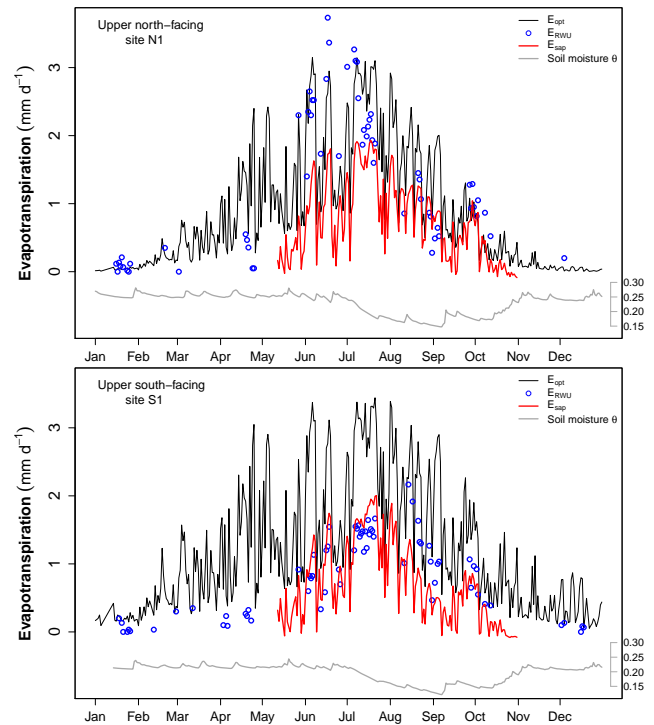 Upper north−facing
site N1
E_opt
E_RWU
E_sap
Soil moisture θ
Evapotranspiration (mm d⁻¹)
3
2
1
0
0.30
0.25
0.20
0.15
Jan Feb Mar Apr May Jun Jul Aug Sep Oct Nov Dec
Upper south−facing
site S1
E_opt
E_RWU
E_sap
Soil moisture θ
Evapotranspiration (mm d⁻¹)
3
2
1
0
0.30
0.25
0.20
0.15
Jan Feb Mar Apr May Jun Jul Aug Sep Oct Nov Dec